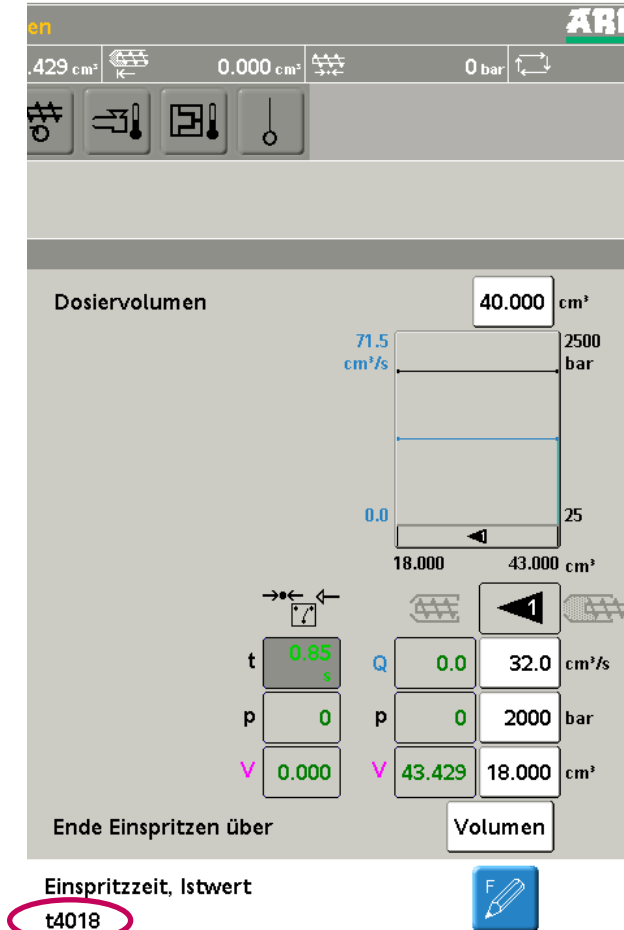 en
.429 cm³ 0.000 cm³ 0 bar
Dosiervolumen 40.000 cm³
71.5 2500
cm³/s bar
0.0 25
1
18.000 43.000 cm³
1
t 0.85 s Q 0.0 32.0 cm³/s
p 0 p 0 2000 bar
V 0.000 V 43.429 18.000 cm³
Ende Einspritzen über Volumen
Einspritzzeit, Istwert F
t4018